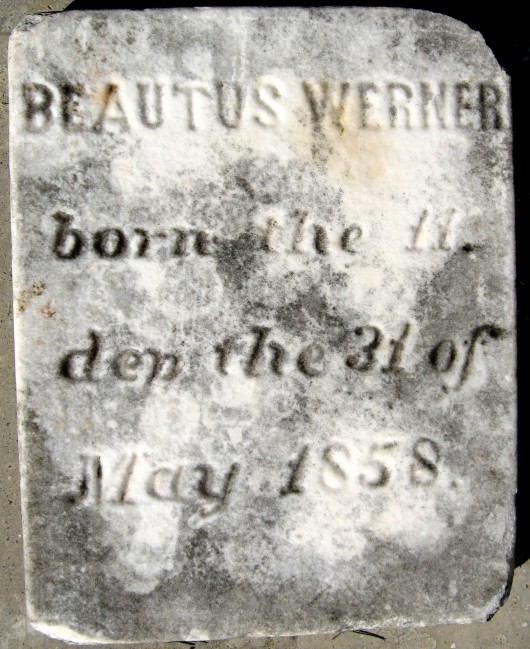 BEAUTUS WERNER
born the 11.
dep the 31 of
May 1858.